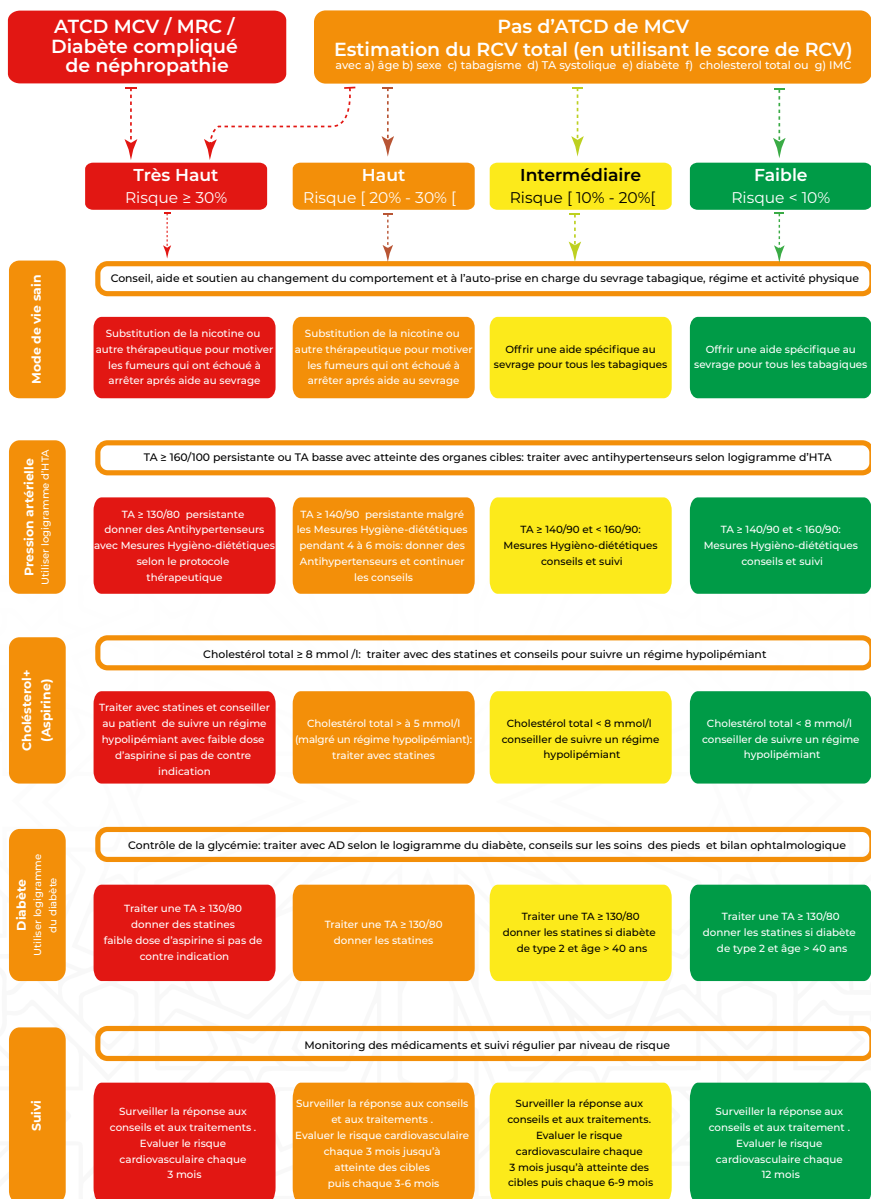 ATCD MCV / MRC /
Diabète compliqué
de néphropathie
Pas d'ATCD de MCV
Estimation du RCV total (en utilisant le score de RCV)
avec a) âge b) sexe c) tabagisme d) TA systolique e) diabète f) cholesterol total ou g) IMC
Très Haut
Risque ≥ 30%
Haut
Risque [ 20% - 30% [
Intermédiaire
Risque [ 10% - 20%[
Faible
Risque < 10%
Mode de vie sain
Conseil, aide et soutien au changement du comportement et à l'auto-prise en charge du sevrage tabagique, régime et activité physique
Substitution de la nicotine ou
autre thérapeutique pour motiver
les fumeurs qui ont échoué à
arrêter aprés aide au sevrage
Substitution de la nicotine ou
autre thérapeutique pour motiver
les fumeurs qui ont échoué à
arrêter aprés aide au sevrage
Offrir une aide spécifique au
sevrage pour tous les tabagiques
Offrir une aide spécifique au
sevrage pour tous les tabagiques
Pression artérielle
Utiliser logigramme d'HTA
TA ≥ 160/100 persistante ou TA basse avec atteinte des organes cibles: traiter avec antihypertenseurs selon logigramme d'HTA
TA ≥ 130/80 persistante
donner des Antihypertenseurs
avec Mesures Hygièno-diététiques
selon le protocole
thérapeutique
TA ≥ 140/90 persistante malgré
les Mesures Hygiène-diététiques
pendant 4 à 6 mois: donner des
Antihypertenseurs et continuer
les conseils
TA ≥ 140/90 et < 160/90:
Mesures Hygièno-diététiques
conseils et suivi
TA ≥ 140/90 et < 160/90:
Mesures Hygièno-diététiques
conseils et suivi
Choléstérol+
(Aspirine)
Cholestérol total ≥ 8 mmol /l: traiter avec des statines et conseils pour suivre un régime hypolipémiant
Traiter avec statines et conseiller
au patient de suivre un régime
hypolipémiant avec faible dose
d'aspirine si pas de contre
indication
Cholestérol total > à 5 mmol/l
(malgré un régime hypolipémiant):
traiter avec statines
Cholestérol total < 8 mmol/l
conseiller de suivre un régime
hypolipémiant
Cholestérol total < 8 mmol/l
conseiller de suivre un régime
hypolipémiant
Diabète
Utiliser logigramme
du diabète
Contrôle de la glycémie: traiter avec AD selon le logigramme du diabète, conseils sur les soins des pieds et bilan ophtalmologique
Traiter une TA ≥ 130/80
donner des statines
faible dose d'aspirine si pas de
contre indication
Traiter une TA ≥ 130/80
donner les statines
Traiter une TA ≥ 130/80
donner les statines si diabète
de type 2 et âge > 40 ans
Traiter une TA ≥ 130/80
donner les statines si diabète
de type 2 et âge > 40 ans
Suivi
Monitoring des médicaments et suivi régulier par niveau de risque
Surveiller la réponse aux
conseils et aux traitements .
Evaluer le risque
cardiovasculaire chaque
3 mois
Surveiller la réponse aux conseils
et aux traitements .
Evaluer le risque cardiovasculaire
chaque 3 mois jusqu'à
atteinte des cibles
puis chaque 3-6 mois
Surveiller la réponse aux
conseils et aux traitements.
Evaluer le risque
cardiovasculaire chaque
3 mois jusqu'à atteinte des
cibles puis chaque 6-9 mois
Surveiller la réponse aux
conseils et aux traitement .
Evaluer le risque
cardiovasculaire chaque
12 mois